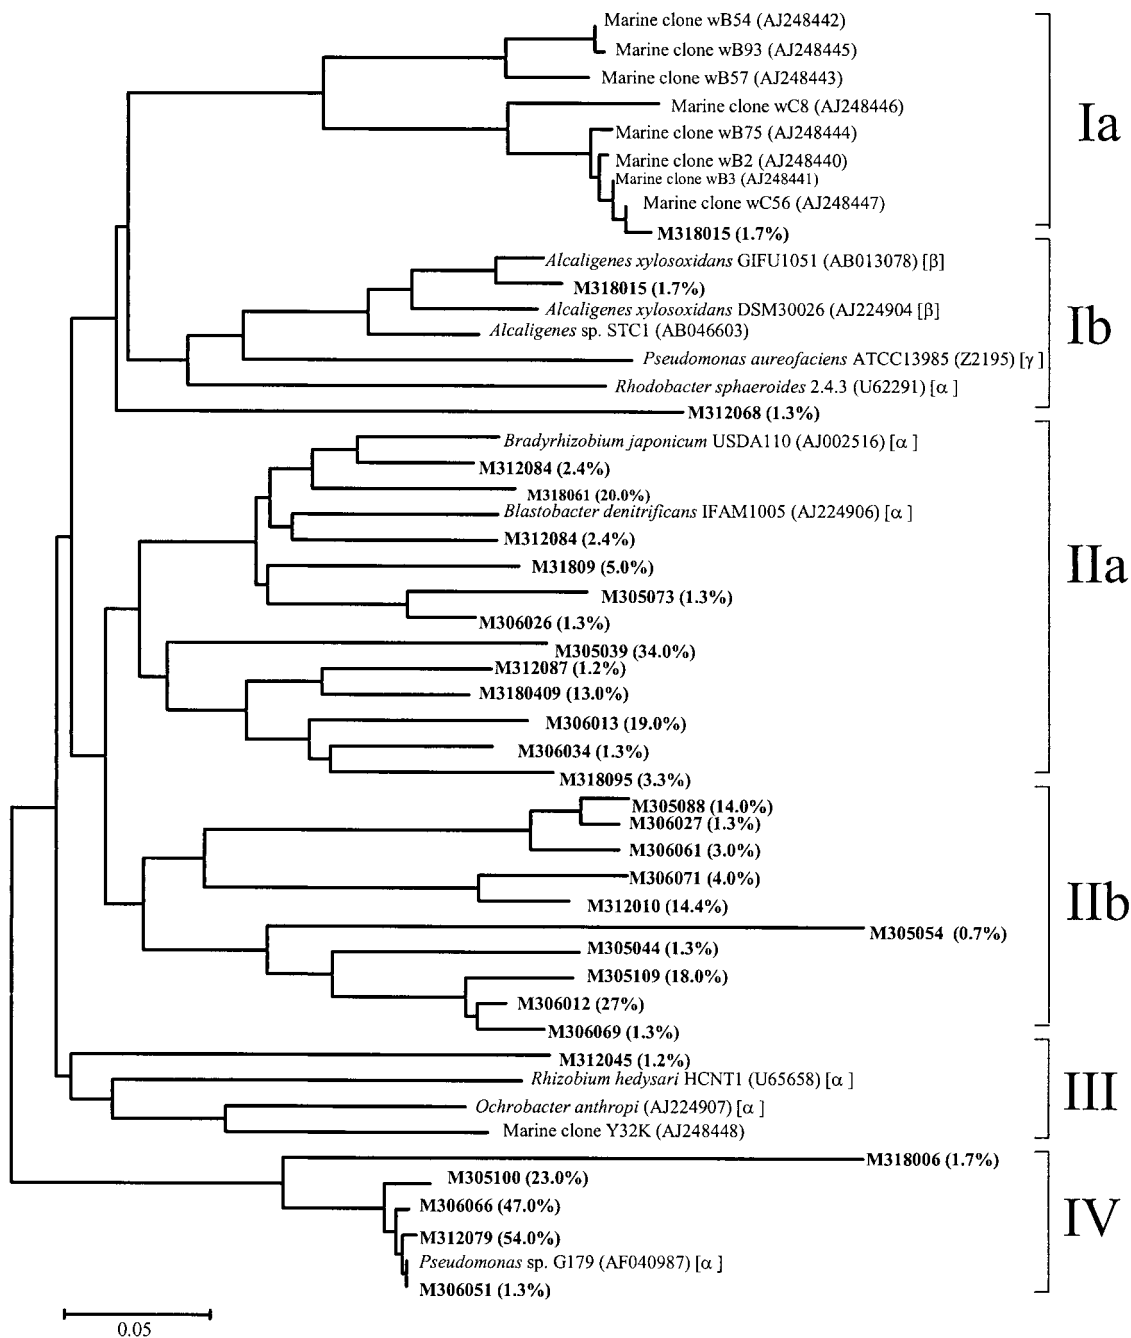 Marine clone wB54 (AJ248442)
Marine clone wB93 (AJ248445)
Marine clone wB57 (AJ248443)
Marine clone wC8 (AJ248446)
Ia
Marine clone wB75 (AJ248444)
Marine clone wB2 (AJ248440)
Marine clone wB3 (AJ248441)
Marine clone wC56 (AJ248447)
M318015 (1.7%)
Alcaligenes xylosoxidans GIFU1051 (AB013078) [β]
M318015 (1.7%)
Alcaligenes xylosoxidans DSM30026 (AJ224904 [β]
Ib
Alcaligenes sp. STC1 (AB046603)
Pseudomonas aureofaciens ATCC13985 (Z2195) [γ ]
Rhodobacter sphaeroides 2.4.3 (U62291) [α ]
M312068 (1.3%)
Bradyrhizobium japonicum USDA110 (AJ002516) [α ]
M312084 (2.4%)
M318061 (20.0%)
Blastobacter denitrificans IFAM1005 (AJ224906) [α ]
M312084 (2.4%)
M31809 (5.0%)
IIa
M305073 (1.3%)
M306026 (1.3%)
M305039 (34.0%)
M312087 (1.2%)
M3180409 (13.0%)
M306013 (19.0%)
M306034 (1.3%)
M318095 (3.3%)
M305088 (14.0%)
M306027 (1.3%)
M306061 (3.0%)
M306071 (4.0%)
M312010 (14.4%)
IIb
M305054 (0.7%)
M305044 (1.3%)
M305109 (18.0%)
M306012 (27%)
M306069 (1.3%)
M312045 (1.2%)
Rhizobium hedysari HCNT1 (U65658) [α ]
III
Ochrobacter anthropi (AJ224907) [α ]
Marine clone Y32K (AJ248448)
M318006 (1.7%)
M305100 (23.0%)
M306066 (47.0%)
IV
M312079 (54.0%)
Pseudomonas sp. G179 (AF040987) [α ]
M306051 (1.3%)
0.05